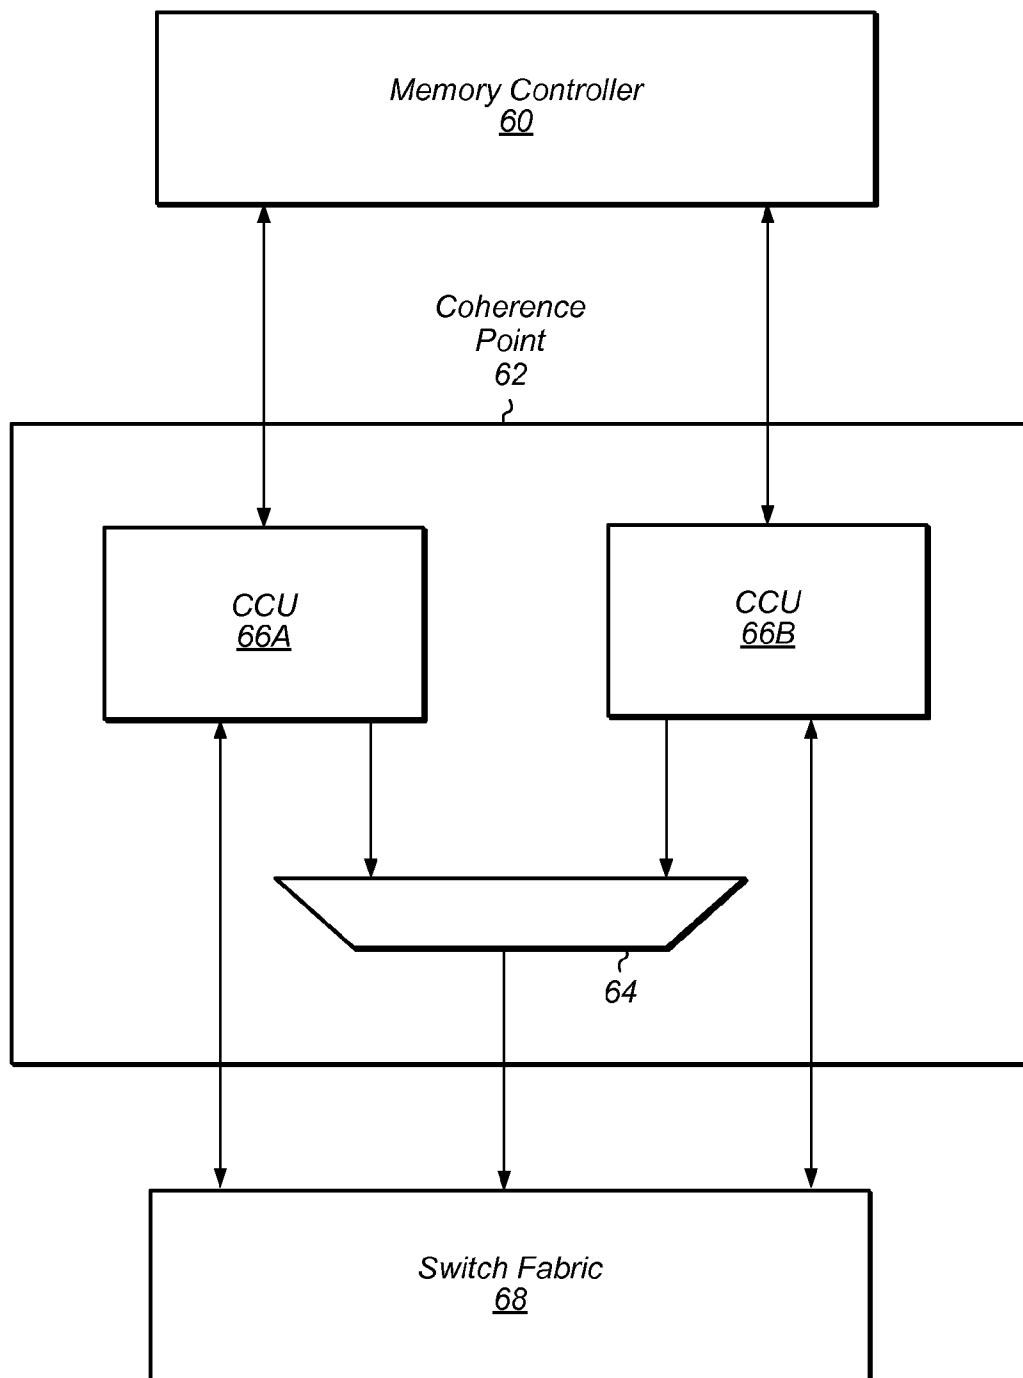 Memory Controller
60
Coherence
Point
62
CCU
66A
CCU
66B
64
Switch Fabric
68